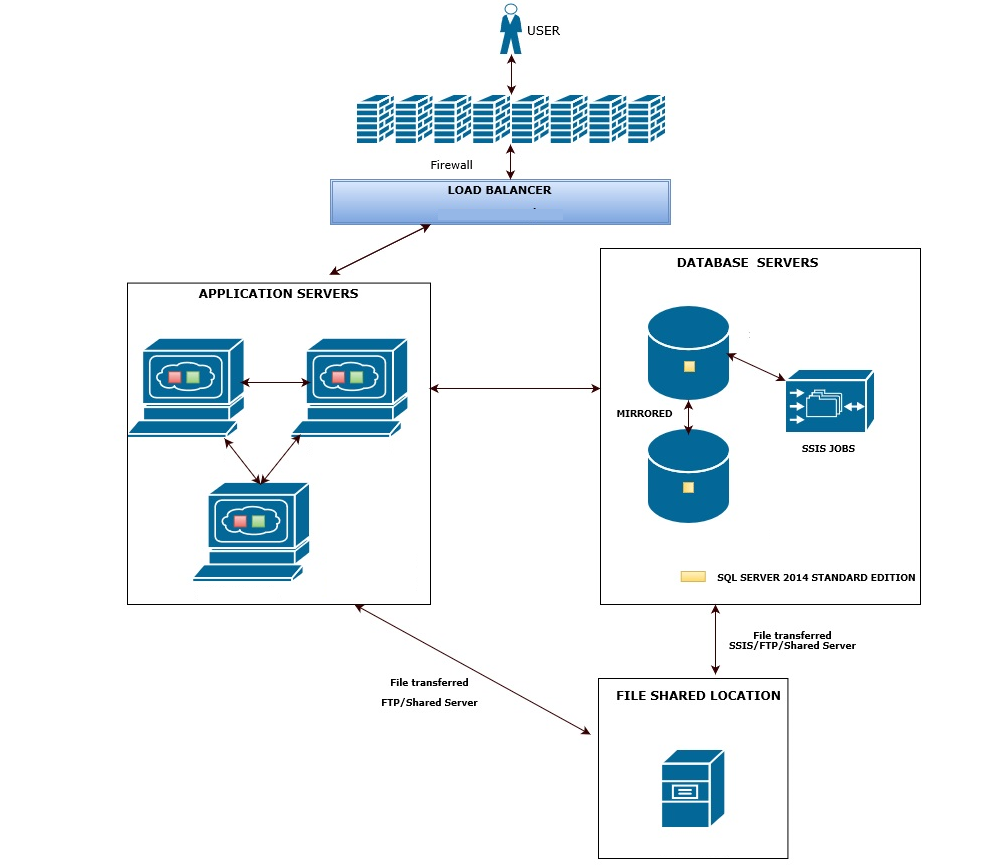 USER
Firewall
LOAD BALANCER
APPLICATION SERVERS
DATABASE  SERVERS
MIRRORED
SSIS JOBS
SQL SERVER 2014 STANDARD EDITION
File transferred
SSIS/FTP/Shared Server
File transferred
FTP/Shared Server
FILE SHARED LOCATION